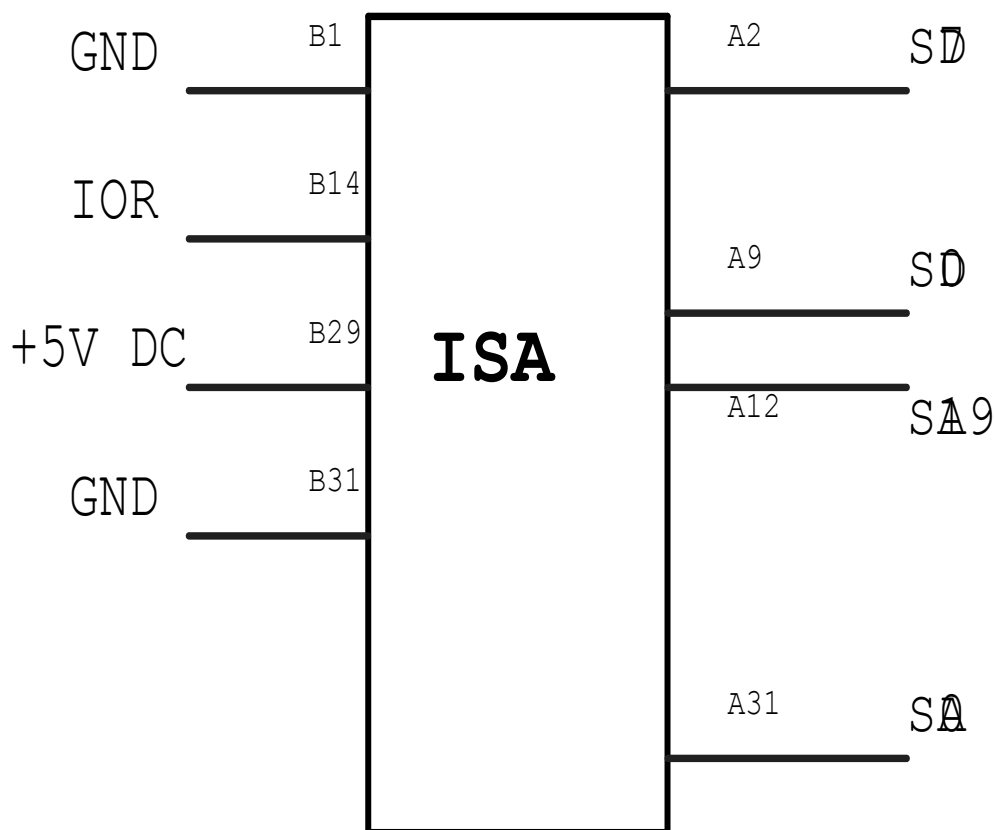 GND B1 A2 SD7
IOR B14
A9 SD0
+5V DC B29 ISA
A12 SA19
GND B31
A31 SA0